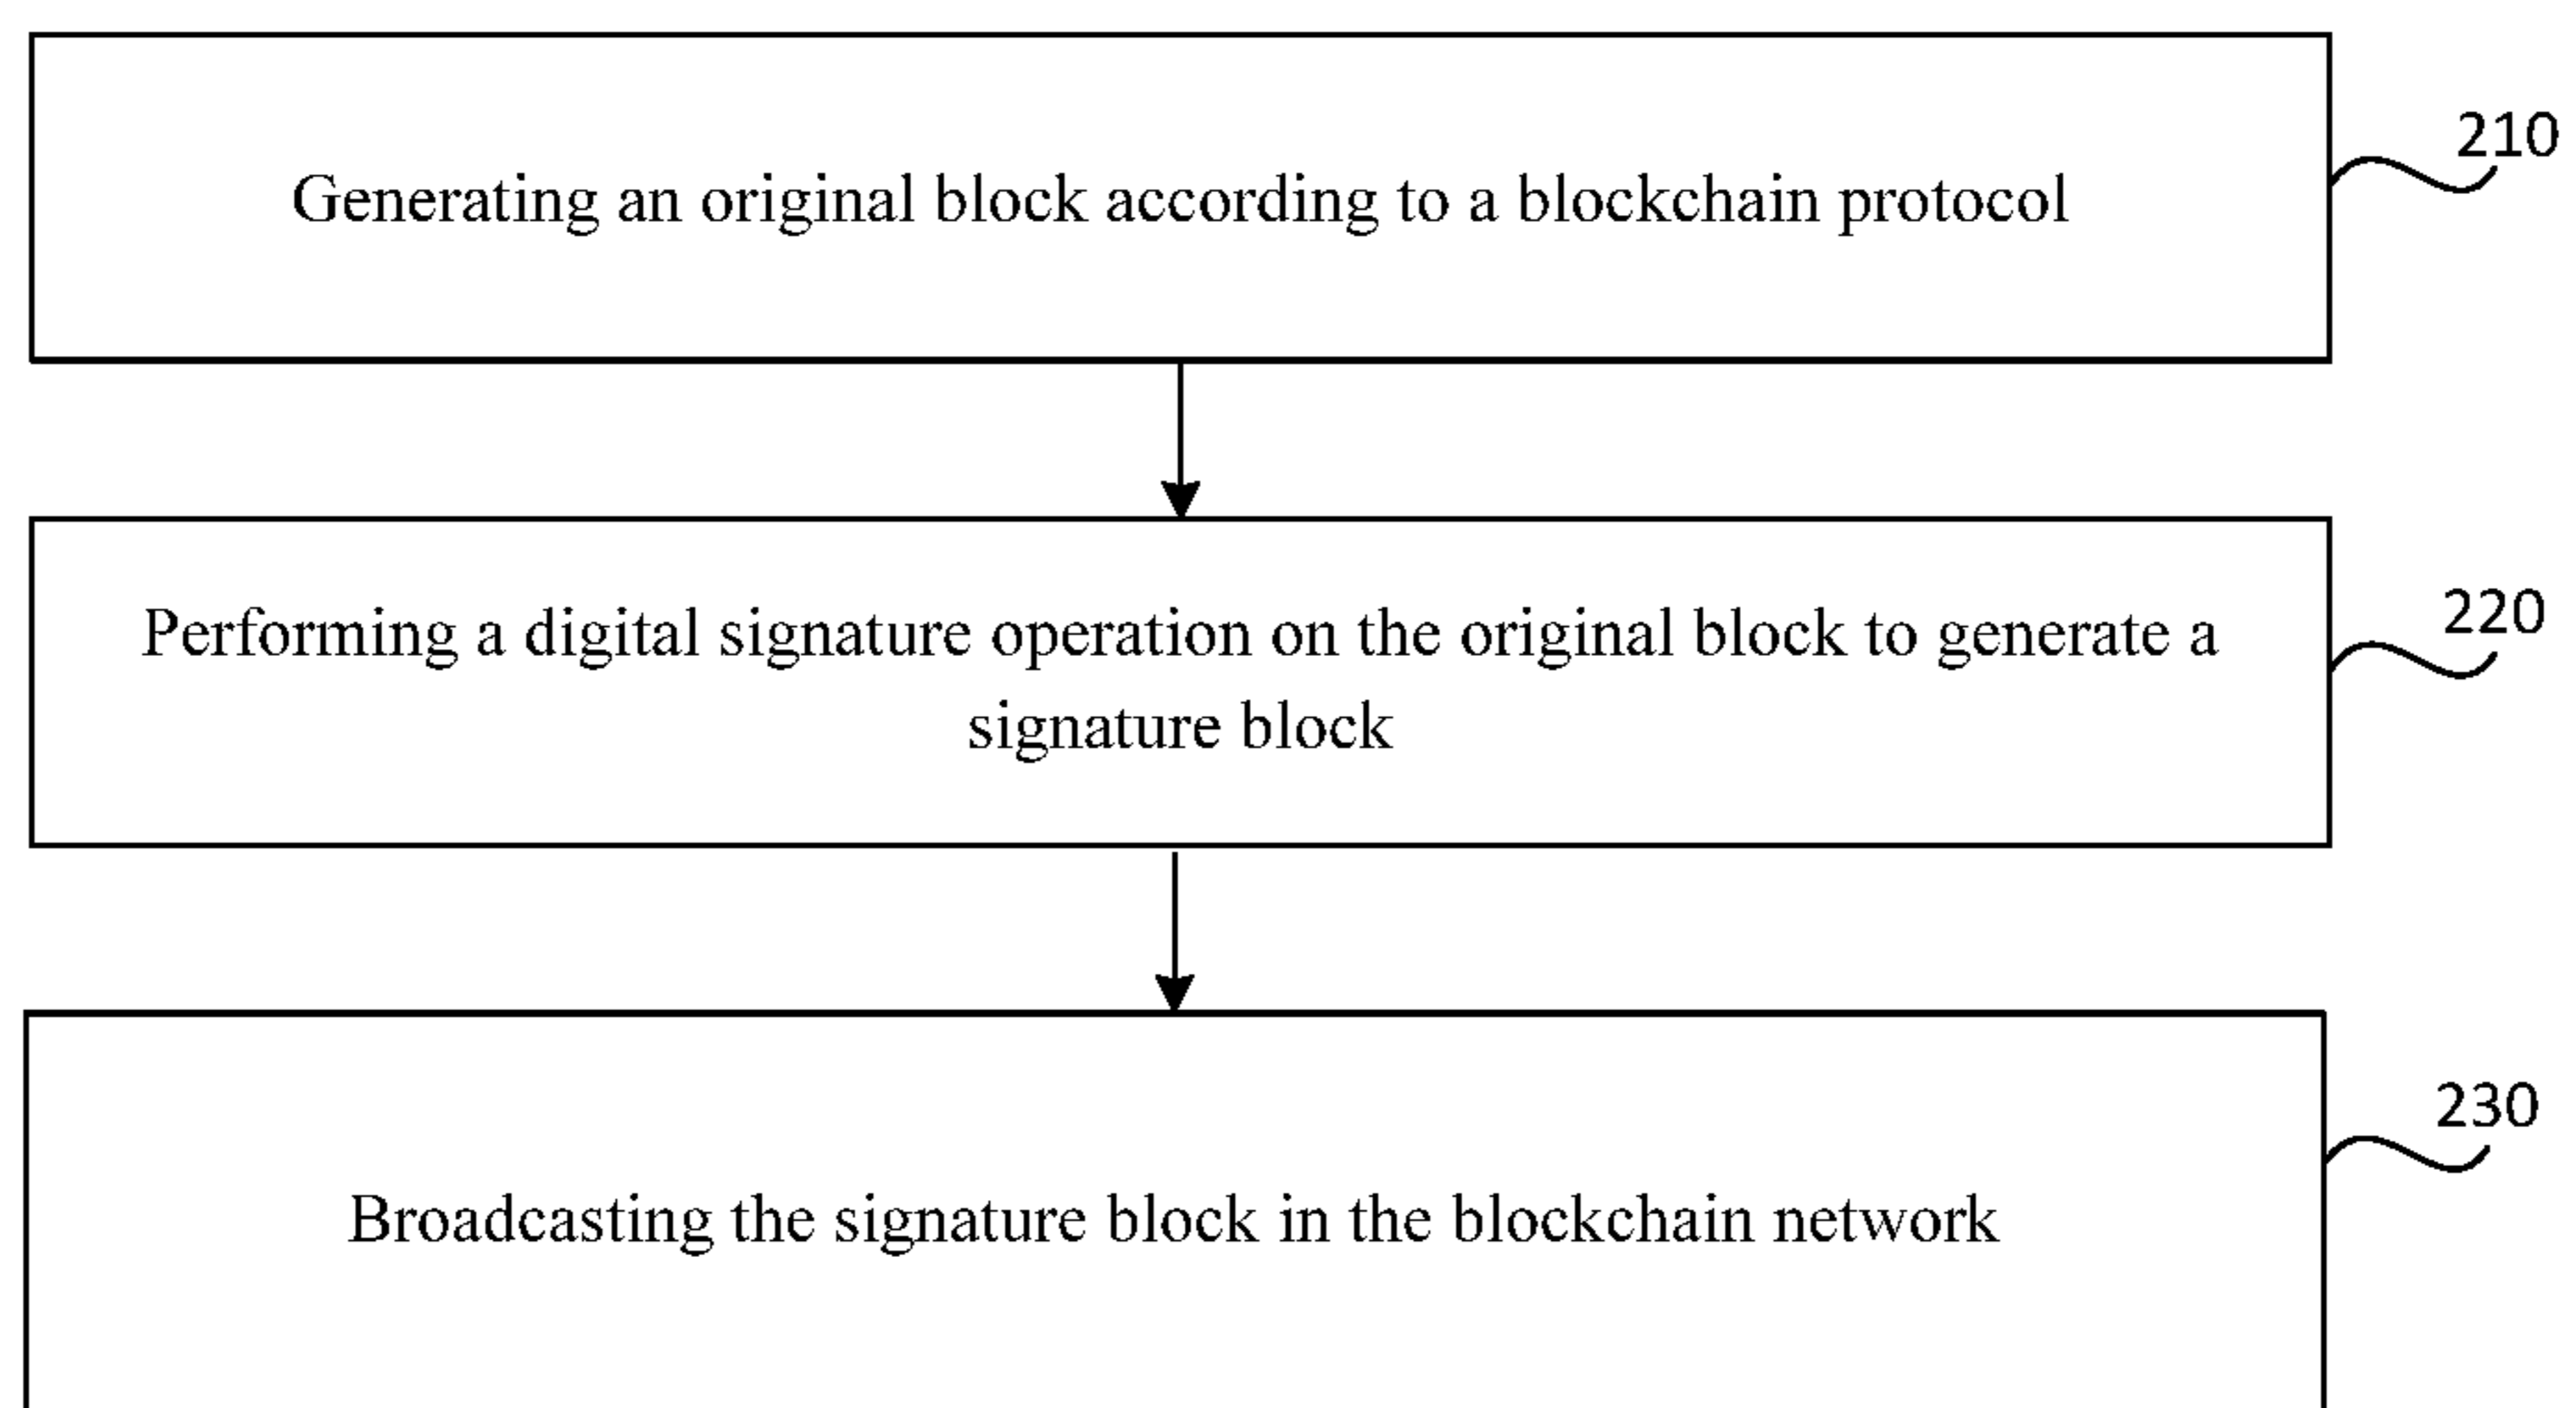 Generating an original block according to a blockchain protocol
210
Performing a digital signature operation on the original block to generate a
signature block
220
Broadcasting the signature block in the blockchain network
230